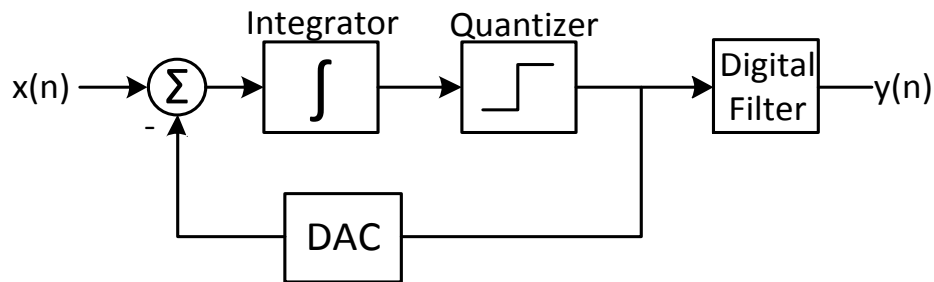 Integrator
Quantizer
x(n)
Σ
∫
Digital
Filter
y(n)
-
DAC